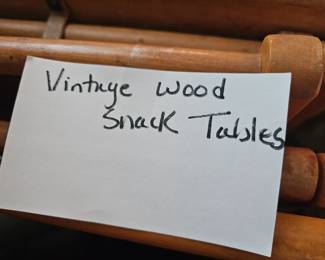 Vintage Wood
Snack Tables